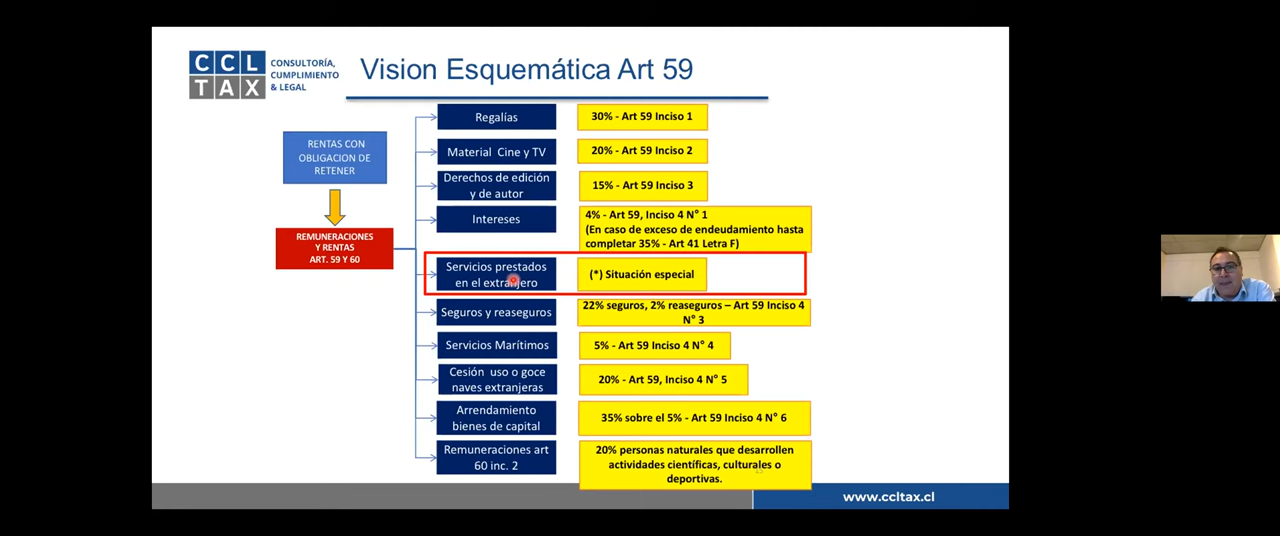 CCL
TAX
CONSULTORÍA,
CUMPLIMIENTO
& LEGAL
Vision Esquemática Art 59
RENTAS CON
OBLIGACION DE
RETENER
REMUNERACIONES
Y RENTAS
ART. 59 Y 60
Regalías
30% - Art 59 Inciso 1
Material Cine y TV
20% - Art 59 Inciso 2
Derechos de edición
y de autor
15% - Art 59 Inciso 3
Intereses
4% - Art 59, Inciso 4 N° 1
(En caso de exceso de endeudamiento hasta
completar 35% - Art 41 Letra F)
Servicios prestados
en el extranjero
(*) Situación especial
Seguros y reaseguros
22% seguros, 2% reaseguros – Art 59 Inciso 4
N° 3
Servicios Marítimos
5% - Art 59 Inciso 4 N° 4
Cesión uso o goce
naves extranjeras
20% - Art 59, Inciso 4 N° 5
Arrendamiento
bienes de capital
35% sobre el 5% - Art 59 Inciso 4 N° 6
Remuneraciones art
60 inc. 2
20% personas naturales que desarrollen
actividades científicas, culturales o
deportivas.
www.ccltax.cl